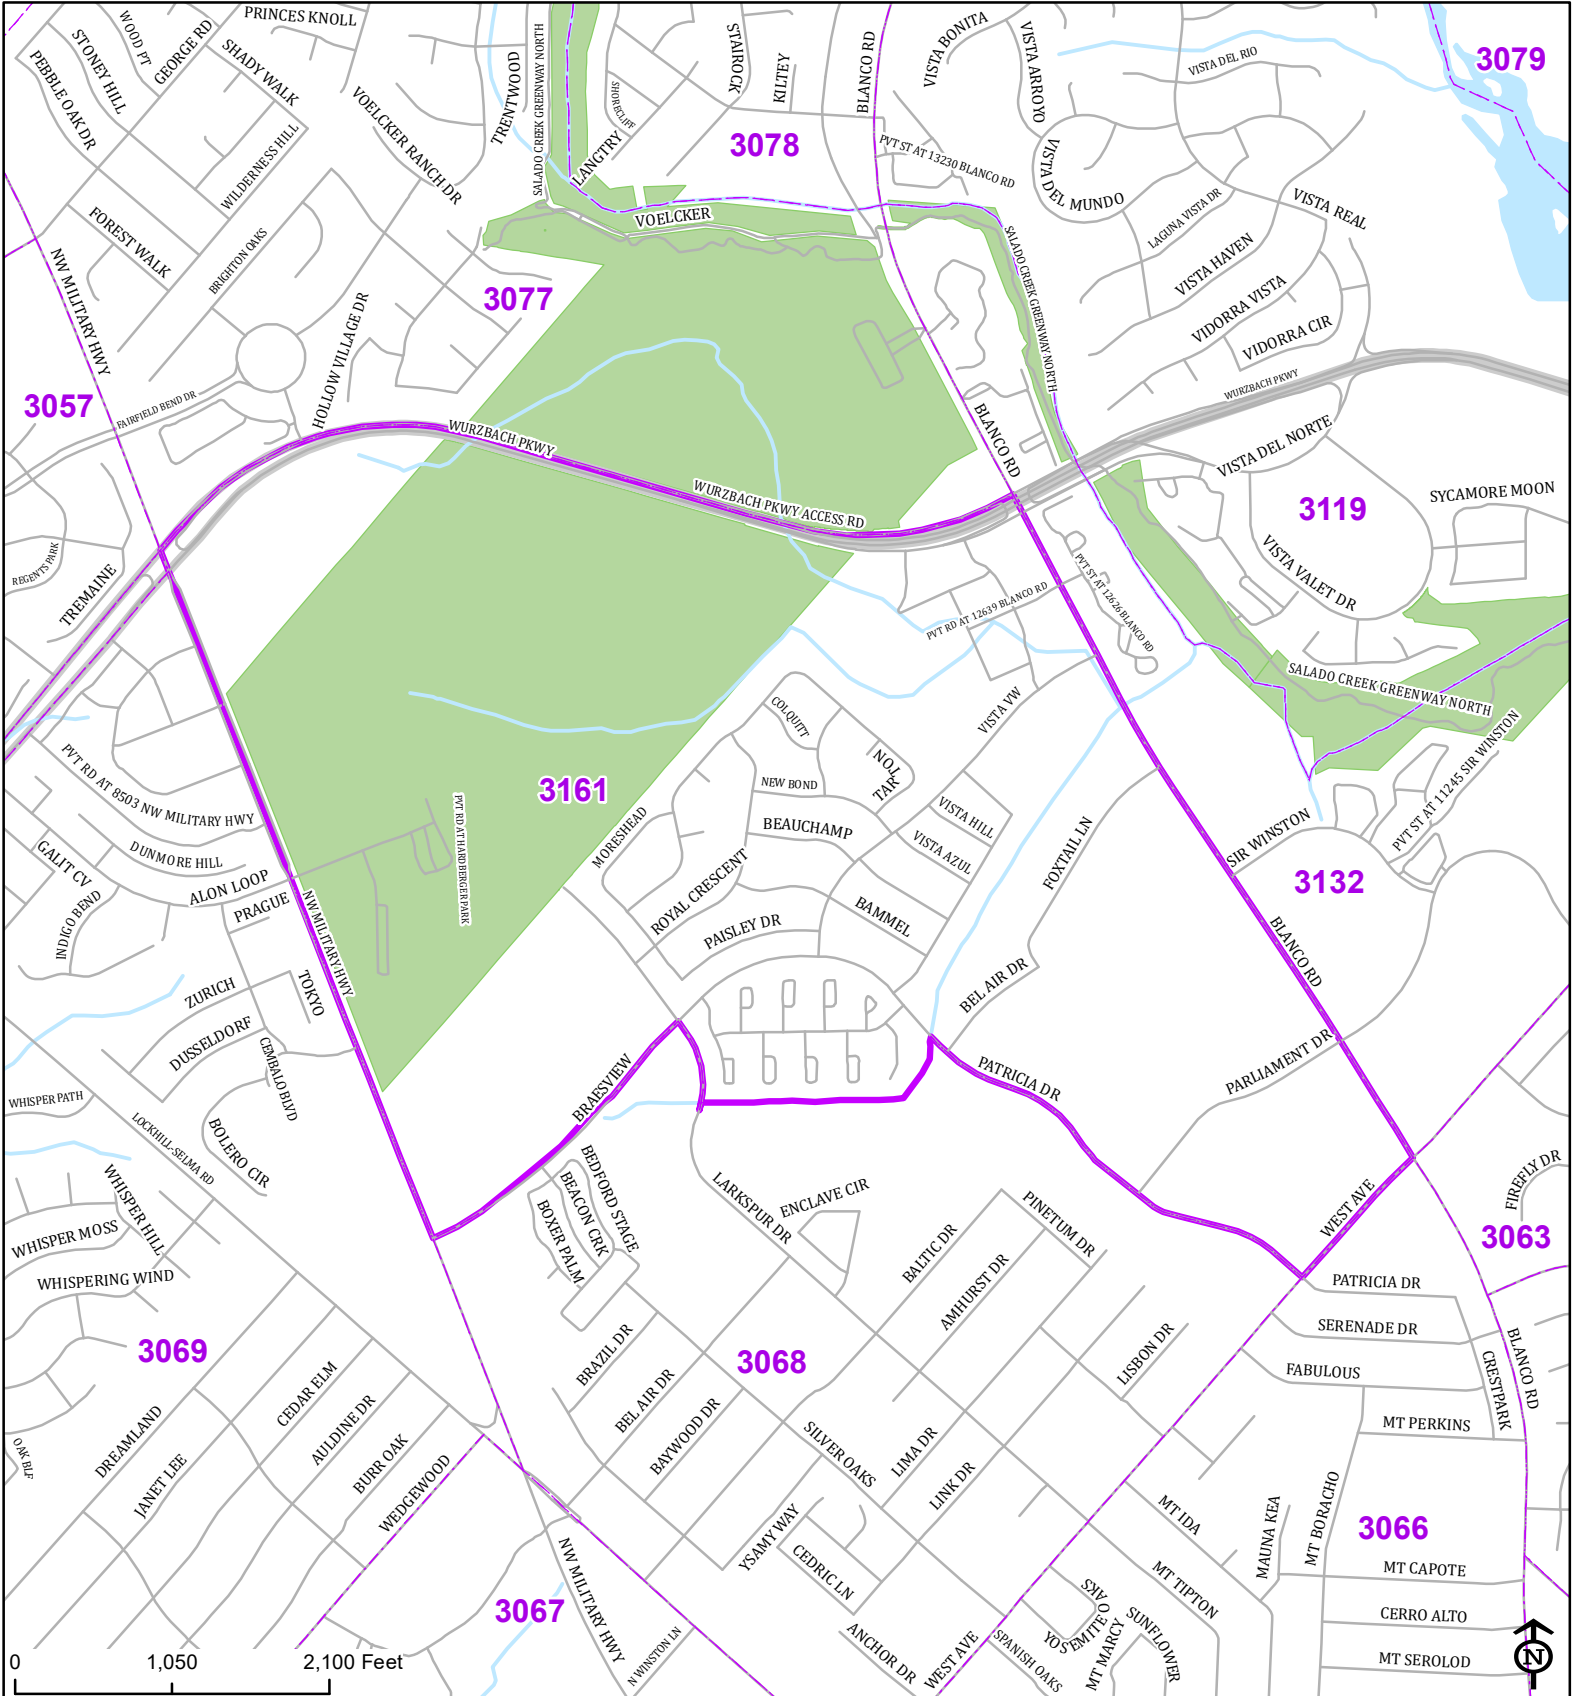 PRINCES KNOLL
WOOD PT
GEORGE RD
STONEY HILL
SHADY WALK
PEBBLE OAK DR
VOELCKER RANCH DR
TRENTWOOD
SALADO CREEK GREENWAY NORTH
SHORECLIFF
STAIROCK
KILTEY
BLANCO RD
VISTA BONITA
VISTA ARROYO
VISTA DEL RIO
3079
3078
LANGTRY
PVT ST AT 13230 BLANCO RD
VISTA DEL MUNDO
WILDERNESS HILL
FOREST WALK
BRIGHTON OAKS
VOELCKER
LAGUNA VISTA DR
VISTA REAL
VISTA HAVEN
SALADO CREEK GREENWAY NORTH
NW MILITARY HWY
3077
HOLLOW VILLAGE DR
VIDORRA VISTA
VIDORRA CIR
3057
FAIRFIELD BEND DR
WURZBACH PKWY
WURZBACH PKWY
BLANCO RD
VISTA DEL NORTE
WURZBACH PKWY ACCESS RD
3119
SYCAMORE MOON
REGENTS PARK
TREMAINE
VISTA VALET DR
PVT RD AT 12639 BLANCO RD
PVT ST AT 12626 BLANCO RD
SALADO CREEK GREENWAY NORTH
COLQUITT
VISTA VW
NOL TAR
PVT RD AT 8503 NW MILITARY HWY
3161
NEW BOND
BEAUCHAMP
VISTA HILL
VISTA AZUL
PVT ST AT 11245 SIR WINSTON
SIR WINSTON
PVT RD AT HARDBERGER PARK
MORESHEAD
FOXTAIL LN
DUNMORE HILL
GALIT CV
ALON LOOP
PRAGUE
INDIGO BEND
NW MILITARY HWY
ROYAL CRESCENT
PAISLEY DR
BAMMEL
3132
BLANCO RD
ZURICH
TOKYO
DUSSELDORF
CEMBALO BLVD
BEL AIR DR
PATRICIA DR
PARLIAMENT DR
BRAESVIEW
WHISPER PATH
LOCKHILL-SELMA RD
BOLERO CIR
WHISPER HILL
WHISPER MOSS
WHISPERING WIND
BEDFORD STAGE
BEACON CRK
BOXER PALM
LARKSPUR DR
ENCLAVE CIR
PINETUM DR
BALTIC DR
AMHURST DR
WEST AVE
FIREFLY DR
3063
PATRICIA DR
SERENADE DR
FABULOUS
CRESTPARK
BLANCO RD
3069
BRAZIL DR
3068
LISBON DR
CEDAR ELM
BEL AIR DR
MT PERKINS
DREAMLAND
AULDINE DR
BAYWOOD DR
SILVER OAKS
LIMA DR
OAK BLF
JANET LEE
BURR OAK
WEDGEWOOD
LINK DR
MT IDA
MAUNA KEA
MT BORACHO
3066
YSAMY WAY
CEDRIC LN
NW MILITARY HWY
MT TIPTON
MT CAPOTE
3067
YOSEMITE OAKS
SUNFLOWER
MT MARCY
CERRO ALTO
N WINSTON LN
ANCHOR DR
WEST AVE
SPANISH OAKS
MT SEROLOD
0 1,050 2,100 Feet
N